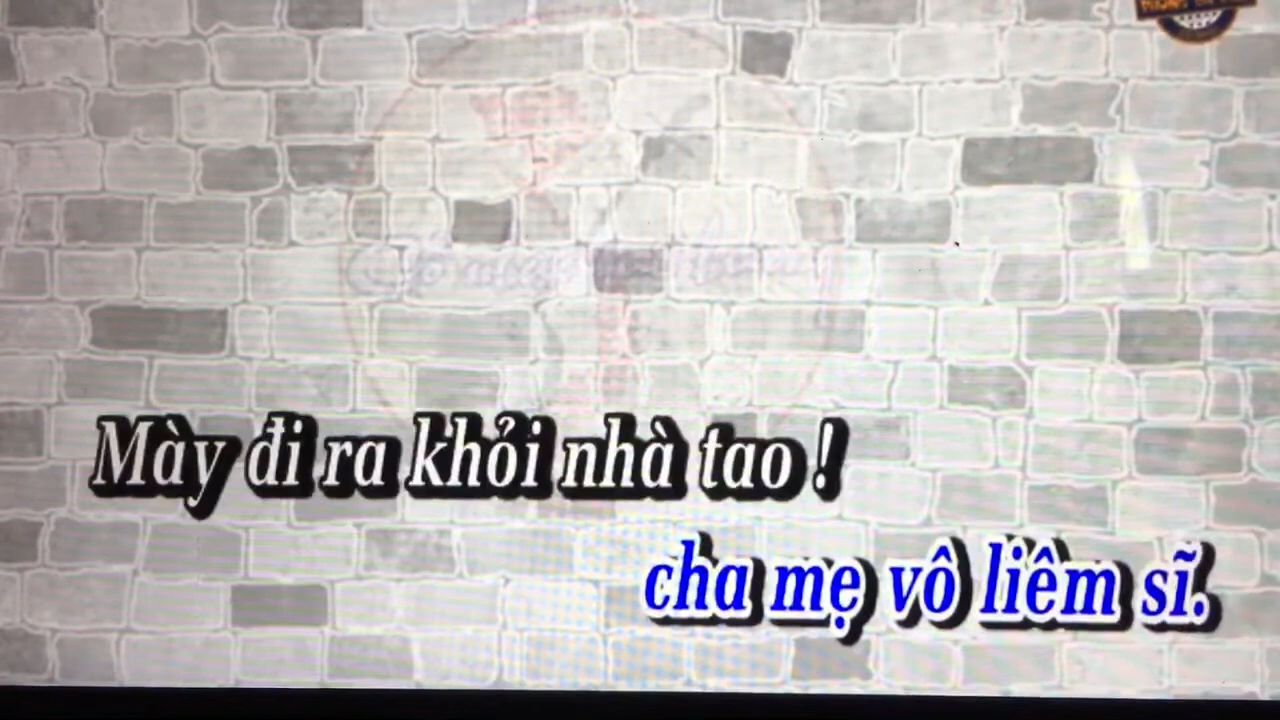 Mày đi ra khỏi nhà tao !
cha mẹ vô liêm sĩ.